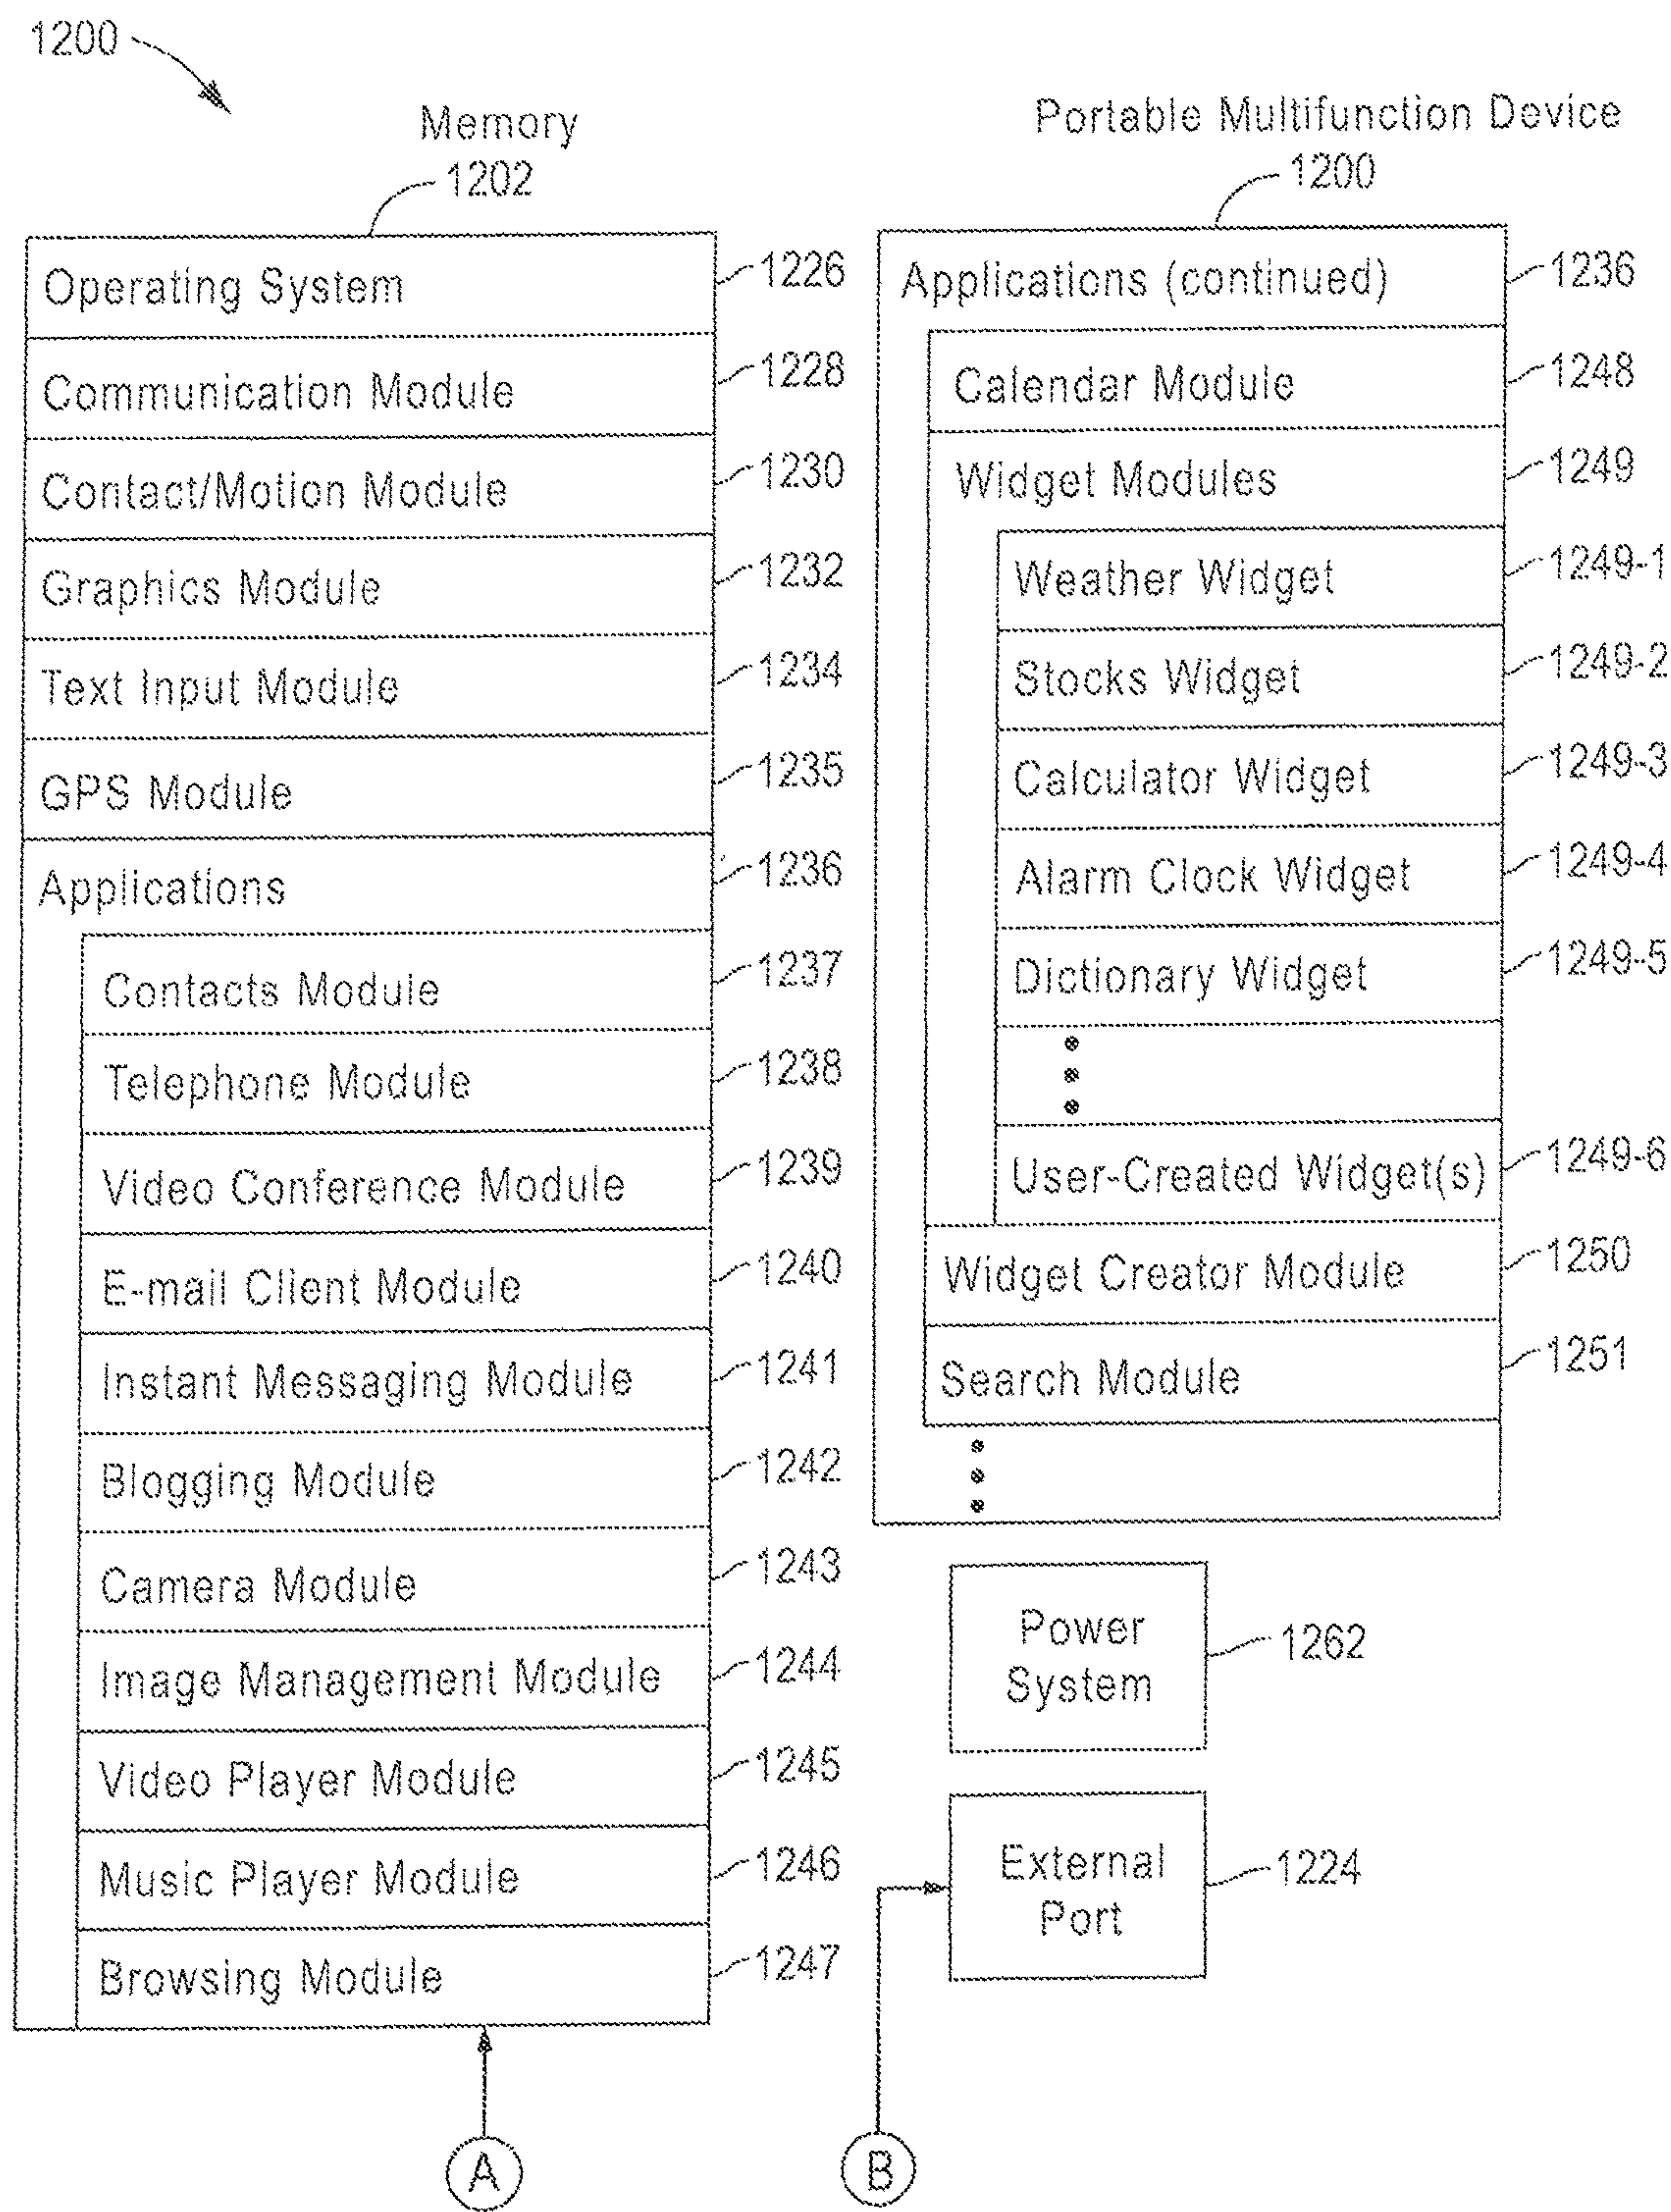 1200
Memory
1202
Operating System
1226
Communication Module
1228
Contact/Motion Module
1230
Graphics Module
1232
Text Input Module
1234
GPS Module
1235
Applications
1236
Contacts Module
1237
Telephone Module
1238
Video Conference Module
1239
E-mail Client Module
1240
Instant Messaging Module
1241
Blogging Module
1242
Camera Module
1243
Image Management Module
1244
Video Player Module
1245
Music Player Module
1246
Browsing Module
1247
A
Portable Multifunction Device
1200
Applications (continued)
1236
Calendar Module
1248
Widget Modules
1249
Weather Widget
1249-1
Stocks Widget
1249-2
Calculator Widget
1249-3
Alarm Clock Widget
1249-4
Dictionary Widget
1249-5
User-Created Widget(s)
1249-6
Widget Creator Module
1250
Search Module
1251
Power
System
1262
External
Port
1224
B